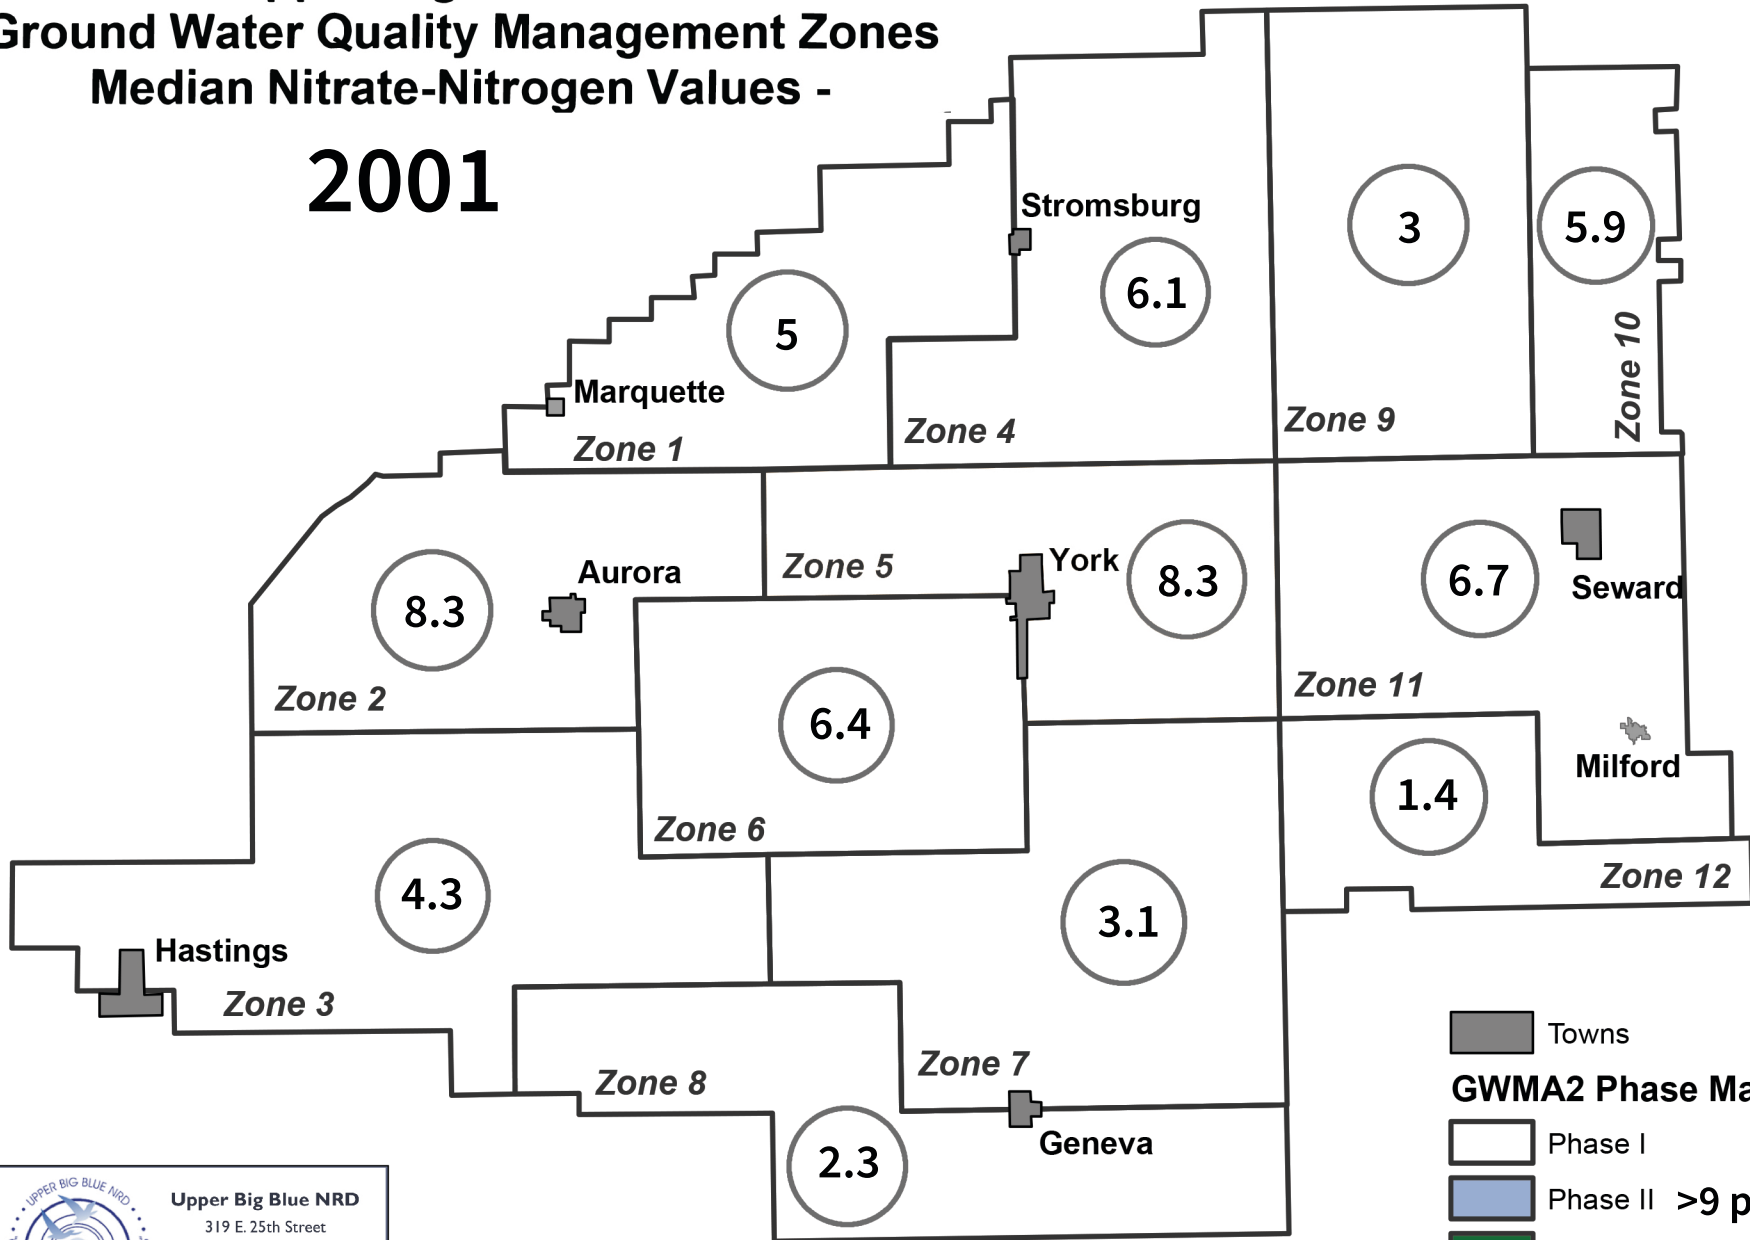 Ground Water Quality Management Zones
Median Nitrate-Nitrogen Values -
2001
Stromsburg
3
5.9
6.1
5
Zone 10
Marquette
Zone 1
Zone 4
Zone 9
Aurora
Zone 5
York
8.3
6.7
Seward
8.3
Zone 2
Zone 11
6.4
Milford
1.4
Zone 6
Zone 12
4.3
3.1
Hastings
Zone 3
Towns
Zone 7
Zone 8
GWMA2 Phase Ma
Geneva
Phase I
2.3
UPPER BIG BLUE NRD
Upper Big Blue NRD
Phase II >9 p
319 E. 25th Street